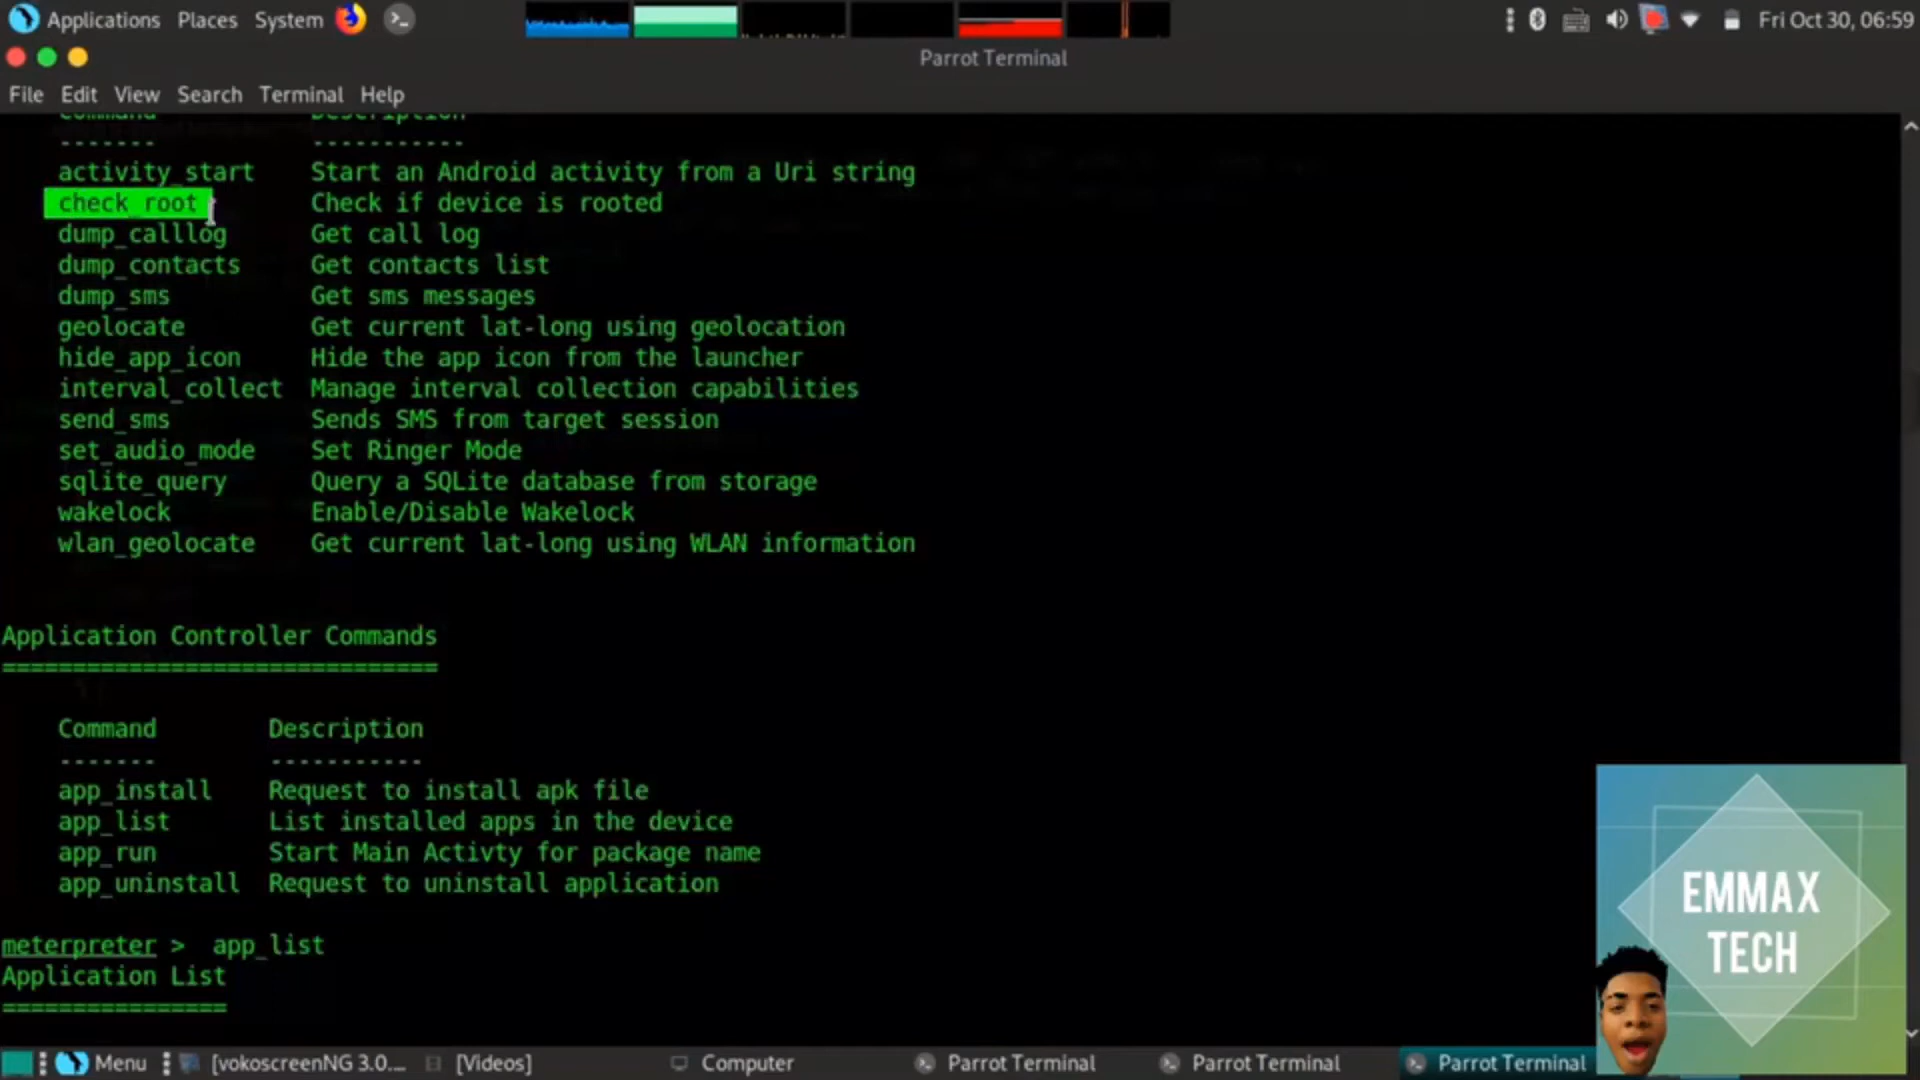 Applications Places System
Fri Oct 30, 06:59
Parrot Terminal
File Edit View Search Terminal Help
Command Description
------- -----------
activity_start Start an Android activity from a Uri string
check_root Check if device is rooted
dump_calllog Get call log
dump_contacts Get contacts list
dump_sms Get sms messages
geolocate Get current lat-long using geolocation
hide_app_icon Hide the app icon from the launcher
interval_collect Manage interval collection capabilities
send_sms Sends SMS from target session
set_audio_mode Set Ringer Mode
sqlite_query Query a SQLite database from storage
wakelock Enable/Disable Wakelock
wlan_geolocate Get current lat-long using WLAN information
Application Controller Commands
===============================
Command Description
------- -----------
app_install Request to install apk file
app_list List installed apps in the device
app_run Start Main Activty for package name
app_uninstall Request to uninstall application
meterpreter > app_list
Application List
================
EMMAX
TECH
Menu [vokoscreenNG 3.0.... [Videos] Computer Parrot Terminal Parrot Terminal Parrot Terminal